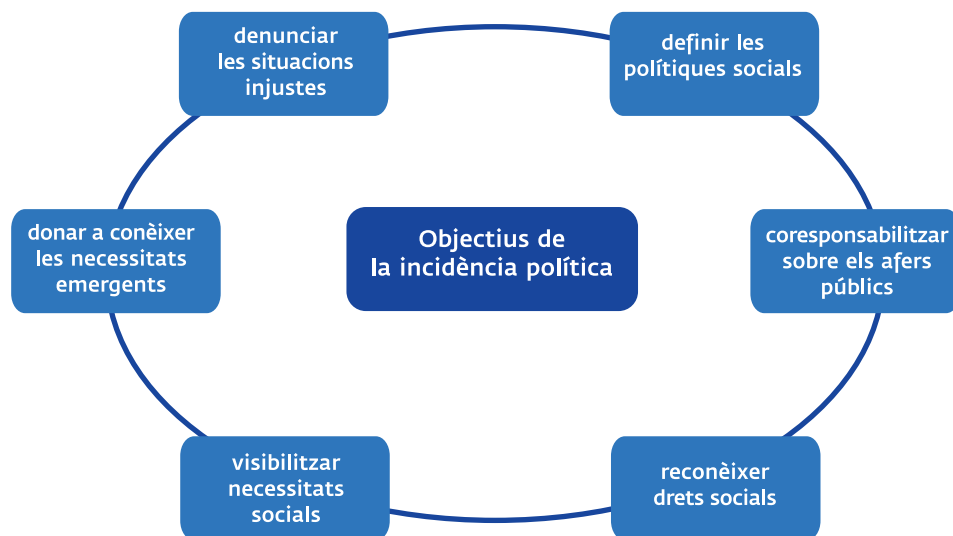 denunciar
les situacions
injustes
definir les
polítiques socials
donar a conèixer
les necessitats
emergents
Objectius de
la incidència política
coresponsabilitzar
sobre els afers
públics
visibilitzar
necessitats
socials
reconèixer
drets socials